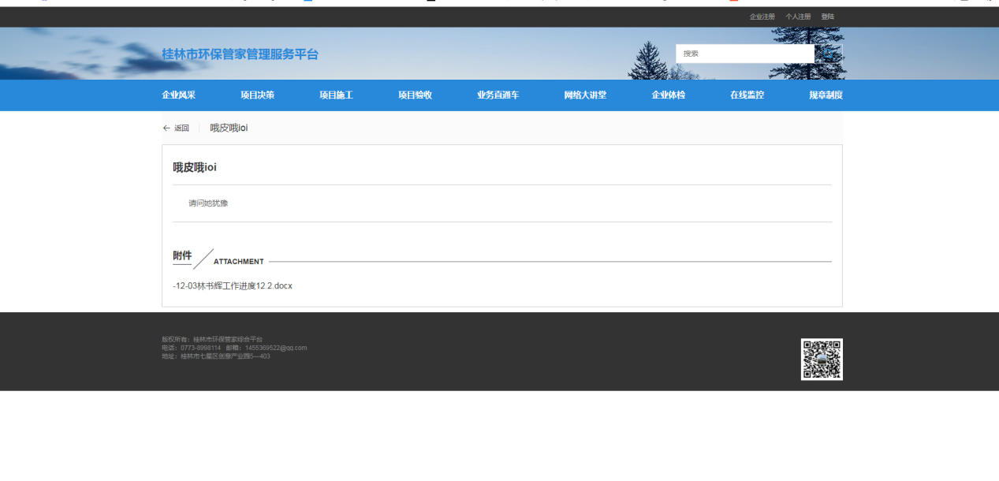 企业注册 个人注册 登陆
桂林市环保管家管理服务平台
搜索
企业风采 项目决策 项目施工 项目验收 业务直通车 网络大讲堂 企业体检 在线监控 规章制度
← 返回 哦皮哦ioi
哦皮哦ioi
请问她犹豫
附件 ATTACHMENT
-12-03林书辉工作进度12.2.docx
版权所有：桂林市环保管家综合平台
电话：0773-8998114 邮箱：1455369522@qq.com
地址：桂林市七星区创意产业园5—403